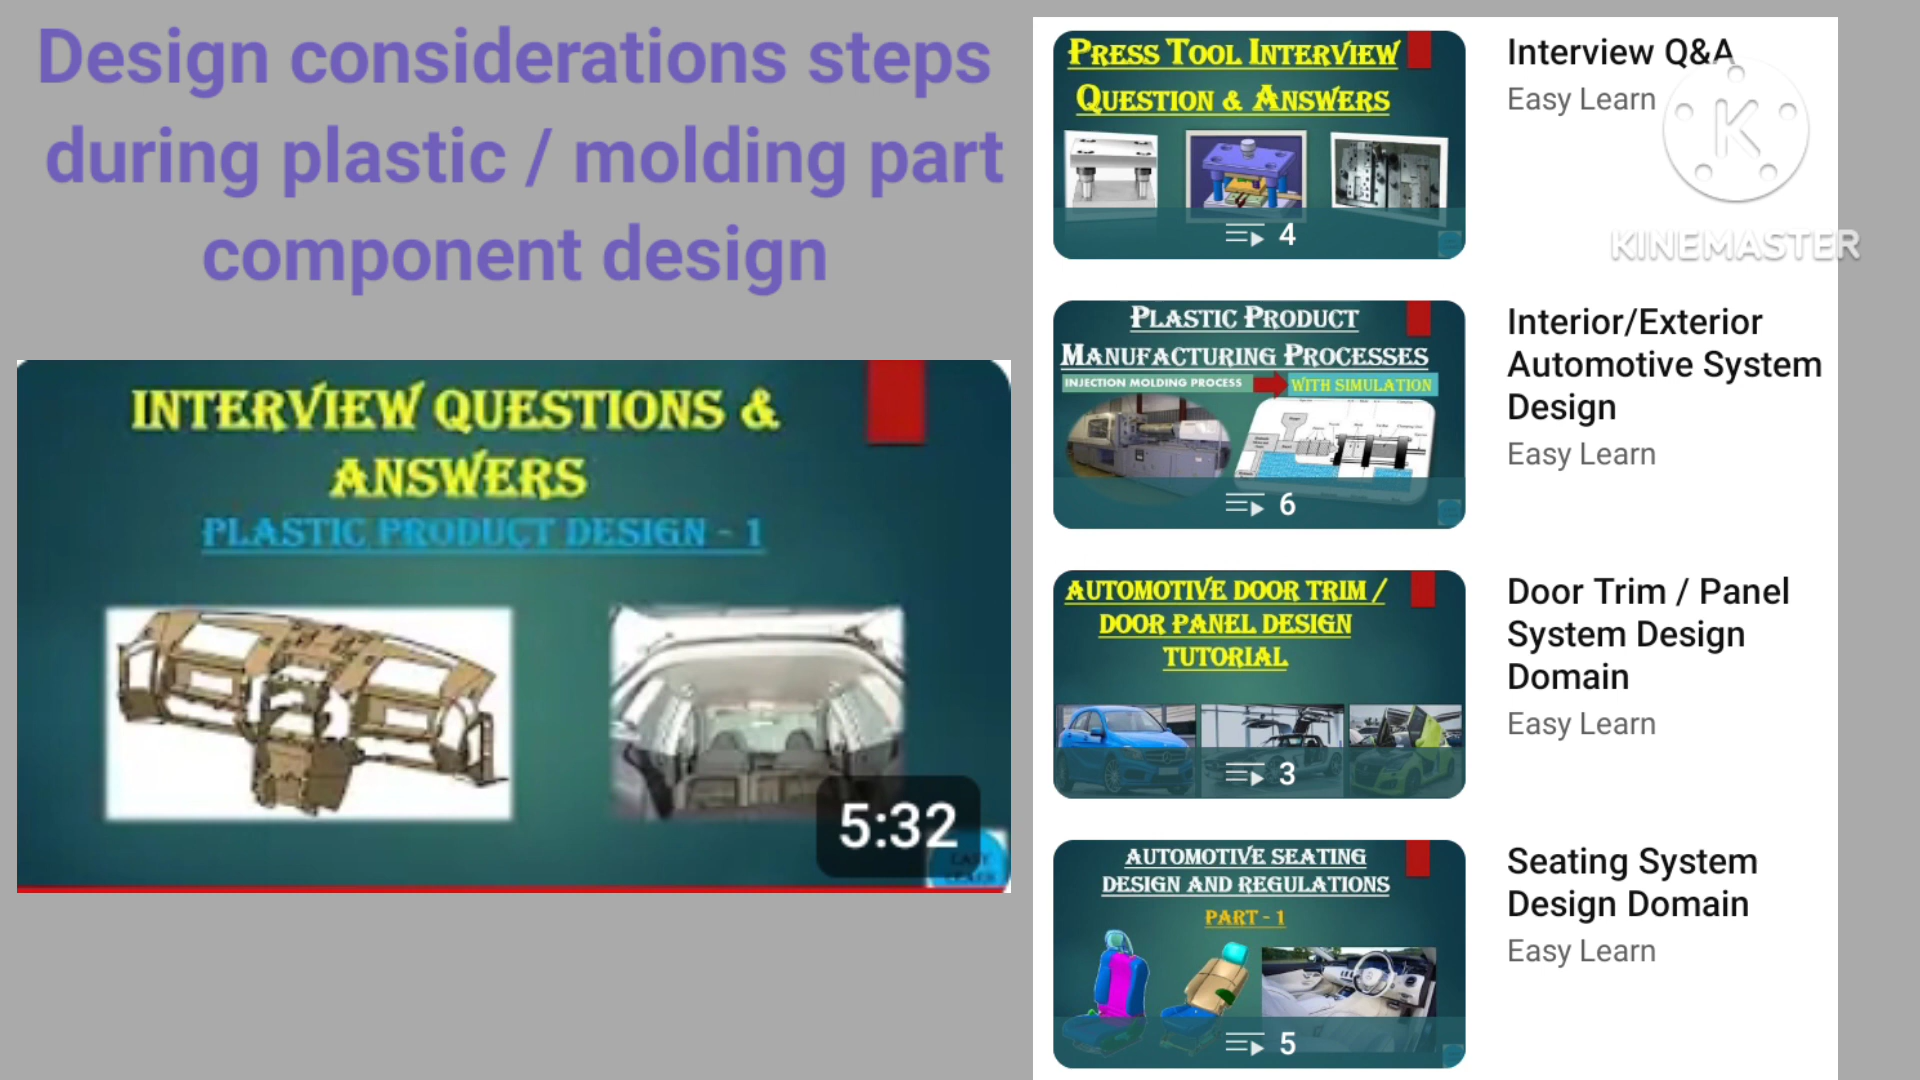 Design considerations steps
during plastic / molding part
component design
INTERVIEW QUESTIONS &
ANSWERS
PLASTIC PRODUCT DESIGN - 1
5:32
PRESS TOOL INTERVIEW
QUESTION & ANSWERS
4
Interview Q&A
Easy Learn
K
KINEMASTER
PLASTIC PRODUCT
MANUFACTURING PROCESSES
INJECTION MOLDING PROCESS
WITH SIMULATION
6
Interior/Exterior
Automotive System
Design
Easy Learn
AUTOMOTIVE DOOR TRIM /
DOOR PANEL DESIGN
TUTORIAL
3
Door Trim / Panel
System Design
Domain
Easy Learn
AUTOMOTIVE SEATING
DESIGN AND REGULATIONS
PART - 1
5
Seating System
Design Domain
Easy Learn